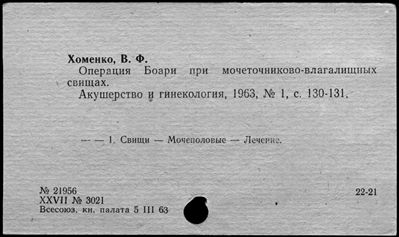 Хоменко, В. Ф.
Операция Боари при мочеточниково-влагалищных
свищах.
Акушерство и гинекология, 1963, № 1, с. 130-131.
— — 1. Свищи — Мочеполовые — Лечение.
№ 21956
22-21
XXVII № 3021
Всесоюз. кн. палата 5 III 63